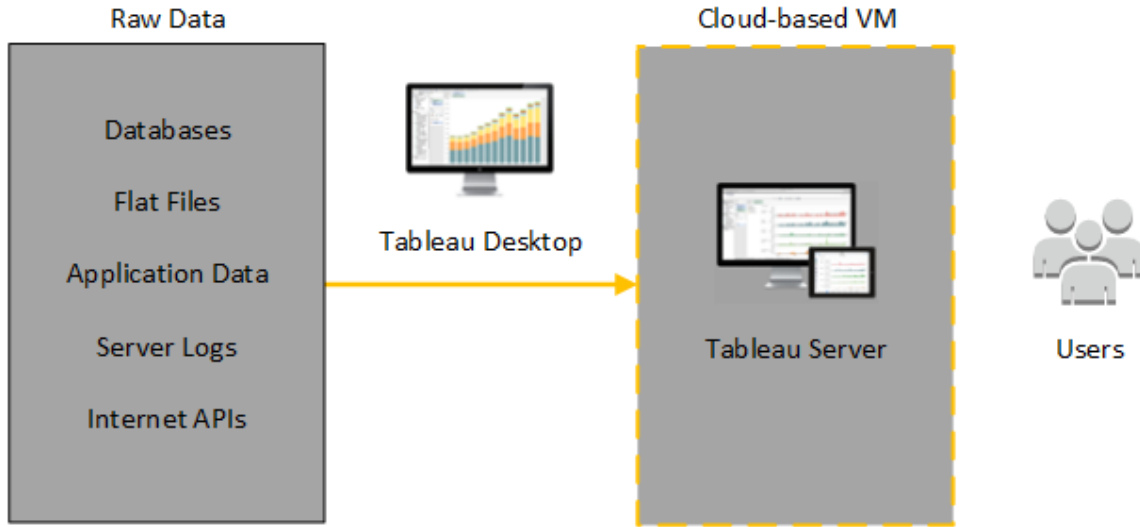 Raw Data
Databases
Flat Files
Application Data
Server Logs
Internet APIs
Tableau Desktop
Cloud-based VM
Tableau Server
Users